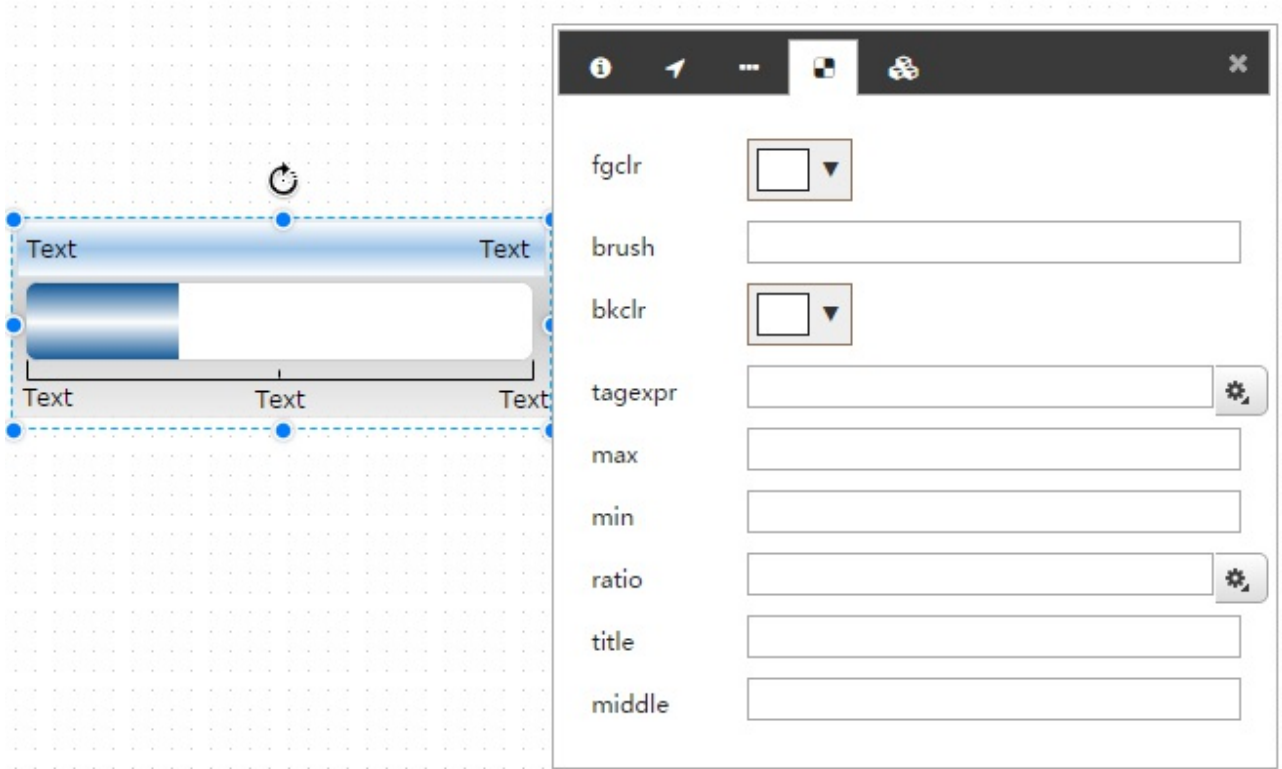 fgclr
Text Text
brush
bkclr
Text Text Text
tagexpr
max
min
ratio
title
middle